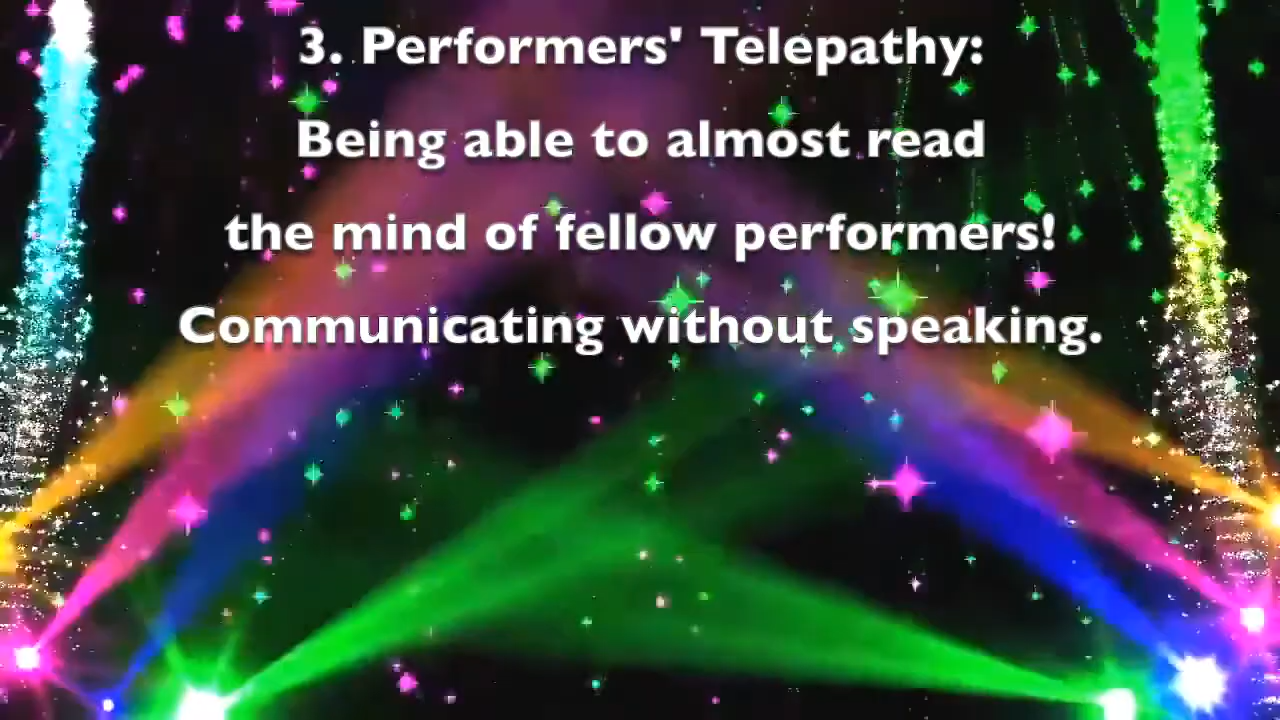 3. Performers' Telepathy:
Being able to almost read
the mind of fellow performers!
Communicating without speaking.